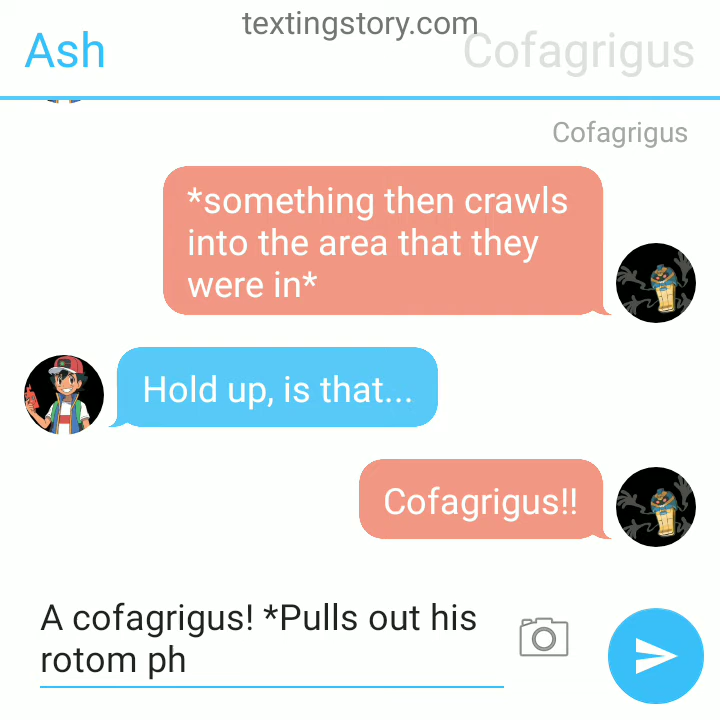 textingstory.com
Ash
Cofagrigus
Cofagrigus
*something then crawls
into the area that they
were in*
Hold up, is that...
Cofagrigus!!
A cofagrigus! *Pulls out his
rotom ph